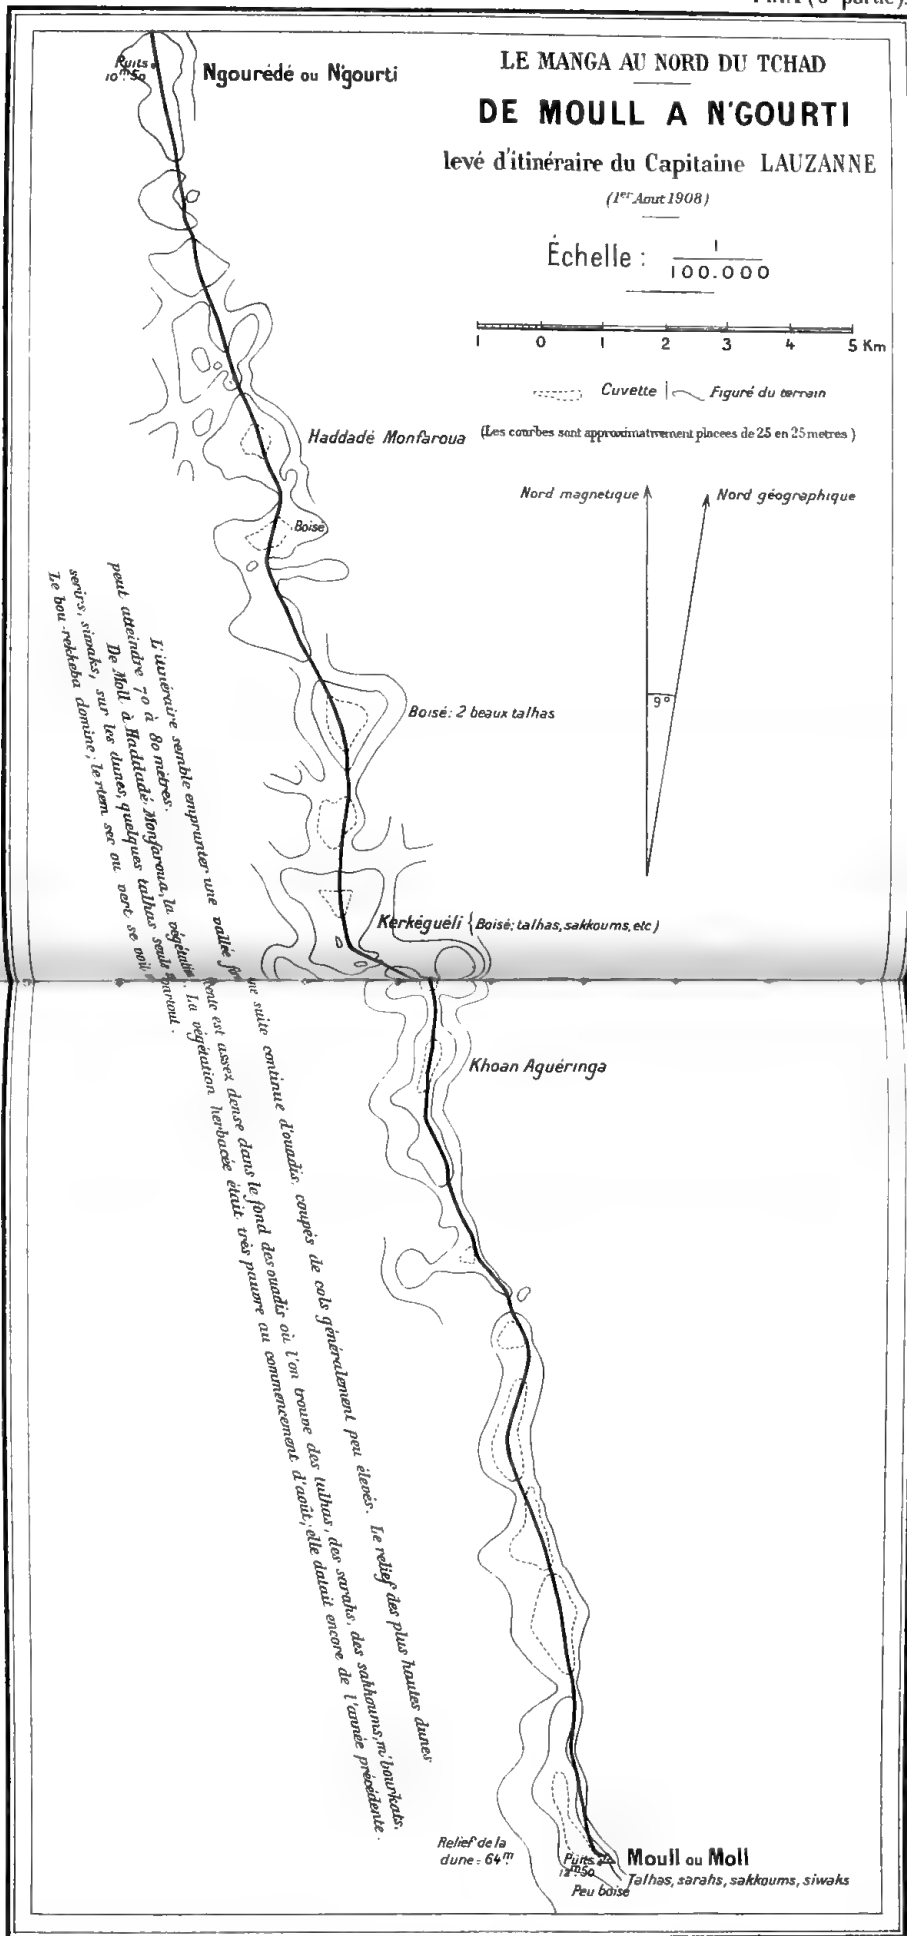 partie).
LE MANGA AU NORD DU TCHAD
DE MOULL A N'GOURTI
levé d'itinéraire du Capitaine LAUZANNE
(1er Aout 1908)
Échelle : 1
100.000
1 0 1 2 3 4 5 Km
Cuvette Figuré du terrain
(Les courbes sont approximativement placees de 25 en 25 metres)
Nord magnetique
Nord géographique
9°
Puits
10m50
Ngourédé ou N'gourti
Haddadé Monfaroua
Boisé
Boisé: 2 beaux talhas
Kerkéguéli { Boisé; talhas, sakkoums, etc)
Khoan Aguéringa
L'itinéraire semble emprunter une vallée une suite continue d'ouadis, coupés de cols généralement peu élevés. Le relief des plus hautes dunes
peut atteindre 70 à 80 mètres.
De Moll à Haddadé Monfaroua, la végétation est assez dense dans le fond des ouadis où l'on trouve des talhas, des sarahs, des sakkoums, m'bourkats,
serirs, siwaks, sur les dunes, quelques talhas seuls. La végétation herbacée était très pauvre au commencement d'août; elle datait encore de l'année précédente.
Le bou-rekkeba domine; le rtem sec ou vert se voit partout.
Relief de la
dune = 64m.
Puits
12m50
Peu boisé
Moull ou Moll
Talhas, sarahs, sakkoums, siwaks